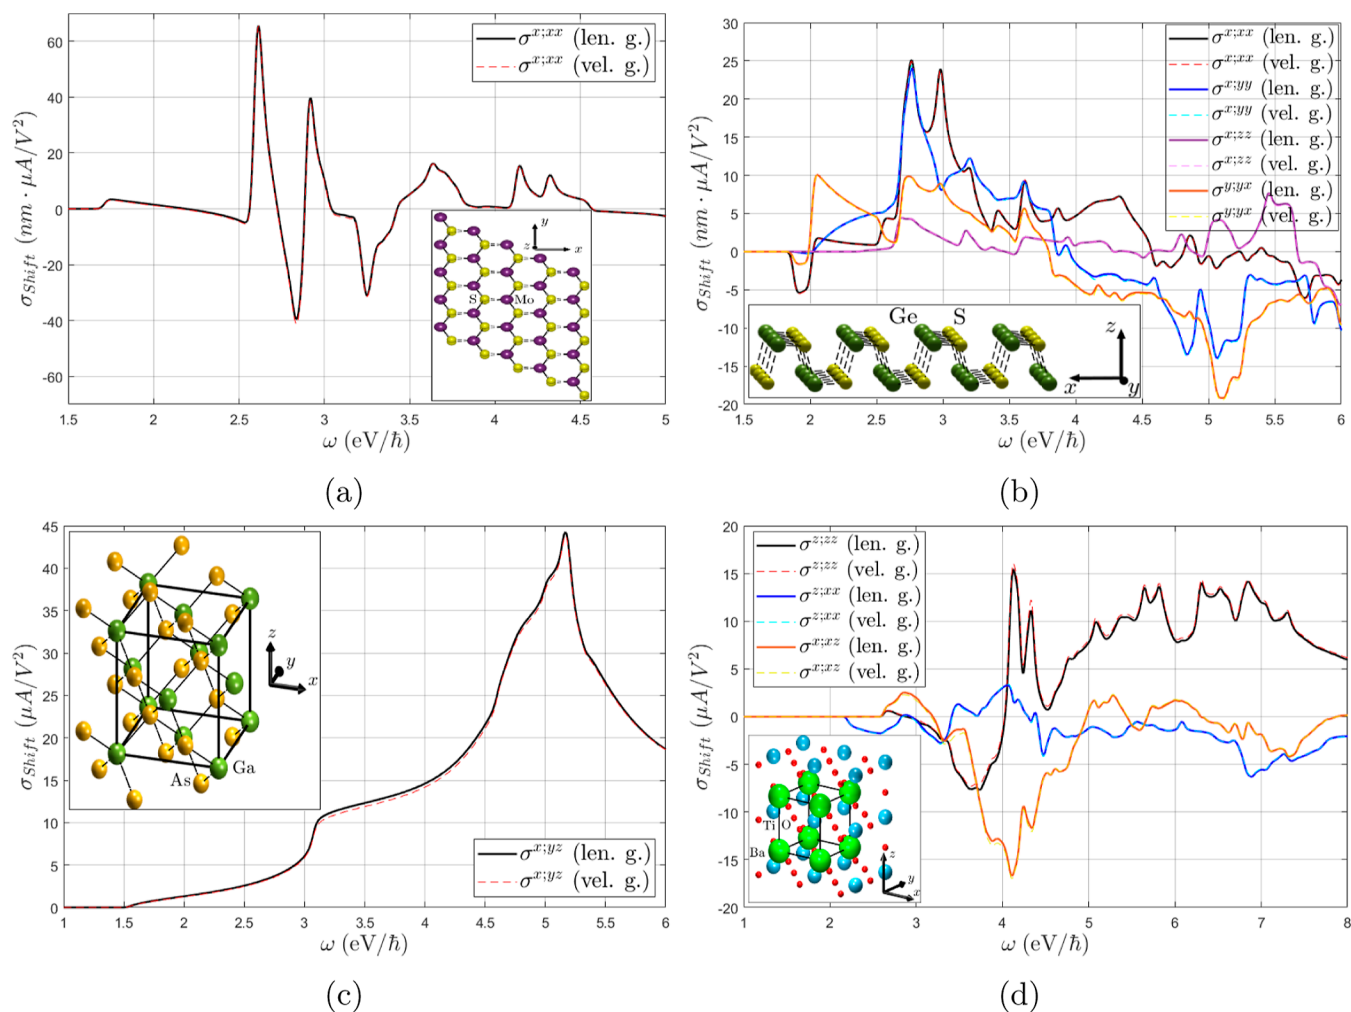 σShift (nm · μA/V²)
60
40
20
0
-20
-40
-60
σ^{x;xx} (len. g.)
σ^{x;xx} (vel. g.)
y
z
x
S
Mo
1.5 2 2.5 3 3.5 4 4.5 5
ω (eV/ħ)
(a)
σShift (nm · μA/V²)
30
25
20
15
10
5
0
-5
-10
-15
-20
σ^{x;xx} (len. g.)
σ^{x;xx} (vel. g.)
σ^{x;yy} (len. g.)
σ^{x;yy} (vel. g.)
σ^{x;zz} (len. g.)
σ^{x;zz} (vel. g.)
σ^{y;yx} (len. g.)
σ^{y;yx} (vel. g.)
Ge S
z
x
y
1.5 2 2.5 3 3.5 4 4.5 5 5.5 6
ω (eV/ħ)
(b)
σShift (μA/V²)
45
40
35
30
25
20
15
10
5
0
z
y
x
As
Ga
σ^{x;yz} (len. g.)
σ^{x;yz} (vel. g.)
1 1.5 2 2.5 3 3.5 4 4.5 5 5.5 6
ω (eV/ħ)
(c)
σShift (μA/V²)
20
15
10
5
0
-5
-10
-15
-20
σ^{z;zz} (len. g.)
σ^{z;zz} (vel. g.)
σ^{z;xx} (len. g.)
σ^{z;xx} (vel. g.)
σ^{x;xz} (len. g.)
σ^{x;xz} (vel. g.)
Ti O
Ba
z
y
x
1 2 3 4 5 6 7 8
ω (eV/ħ)
(d)